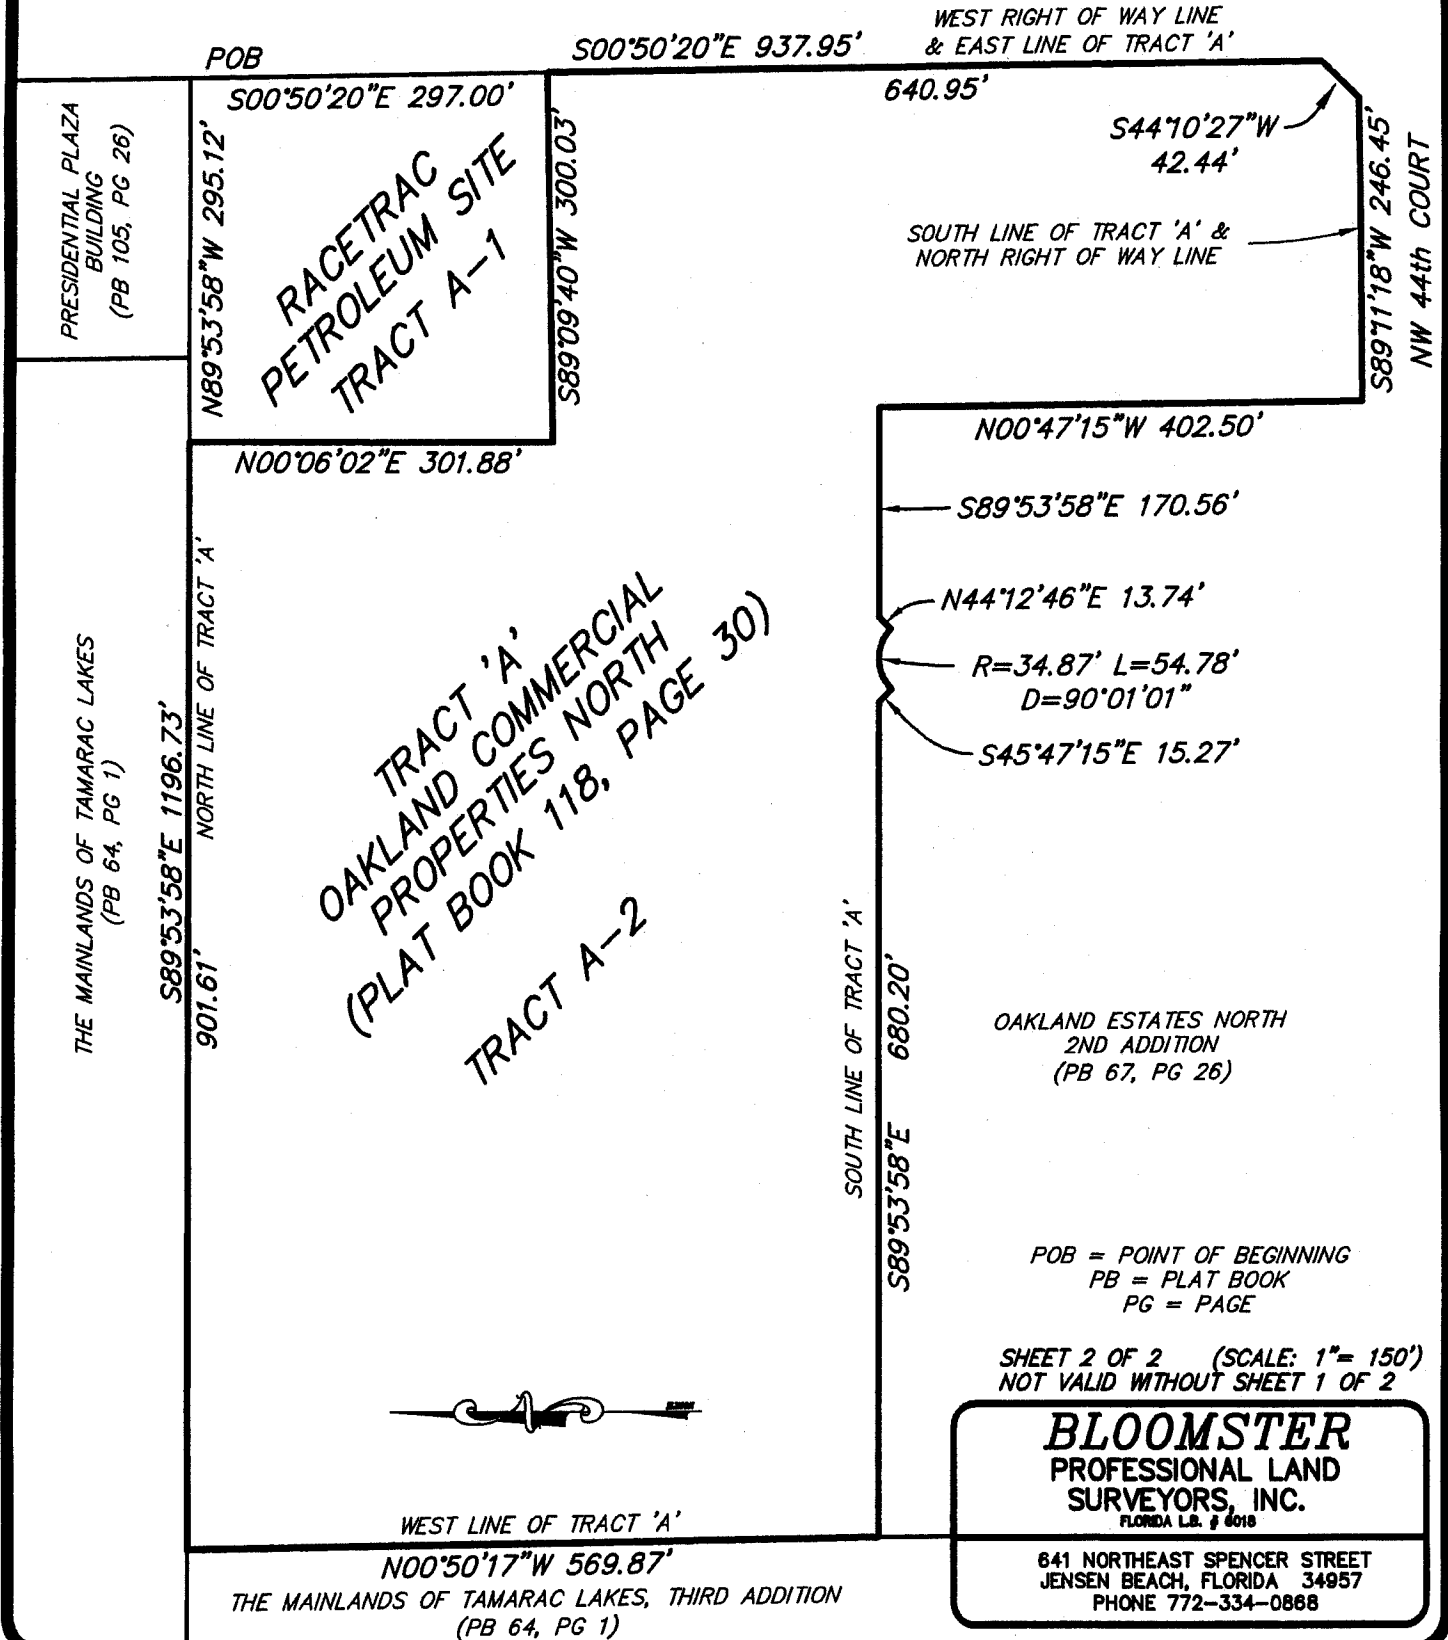 WEST RIGHT OF WAY LINE
& EAST LINE OF TRACT 'A'
POB
S00°50'20"E 937.95'
S00°50'20"E 297.00'
640.95'
S44°10'27"W
42.44'
PRESIDENTIAL PLAZA
BUILDING
(PB 105, PG 26)
N89°53'58"W 295.12'
RACETRAC
PETROLEUM SITE
TRACT A-1
S89°09'40"W 300.03'
SOUTH LINE OF TRACT 'A' &
NORTH RIGHT OF WAY LINE
S89°11'18"W 246.45'
NW 44th COURT
N00°47'15"W 402.50'
N00°06'02"E 301.88'
S89°53'58"E 170.56'
N44°12'46"E 13.74'
R=34.87' L=54.78'
D=90°01'01"
S45°47'15"E 15.27'
THE MAINLANDS OF TAMARAC LAKES
(PB 64, PG 1)
S89°53'58"E 1196.73'
NORTH LINE OF TRACT 'A'
901.61'
TRACT 'A'
OAKLAND COMMERCIAL
PROPERTIES NORTH
(PLAT BOOK 118, PAGE 30)
TRACT A-2
SOUTH LINE OF TRACT 'A'
S89°53'58"E 680.20'
OAKLAND ESTATES NORTH
2ND ADDITION
(PB 67, PG 26)
POB = POINT OF BEGINNING
PB = PLAT BOOK
PG = PAGE
SHEET 2 OF 2 (SCALE: 1"= 150')
NOT VALID WITHOUT SHEET 1 OF 2
BLOOMSTER
PROFESSIONAL LAND
SURVEYORS, INC.
FLORIDA L.B. # 6018
641 NORTHEAST SPENCER STREET
JENSEN BEACH, FLORIDA 34957
PHONE 772-334-0868
WEST LINE OF TRACT 'A'
N00°50'17"W 569.87'
THE MAINLANDS OF TAMARAC LAKES, THIRD ADDITION
(PB 64, PG 1)